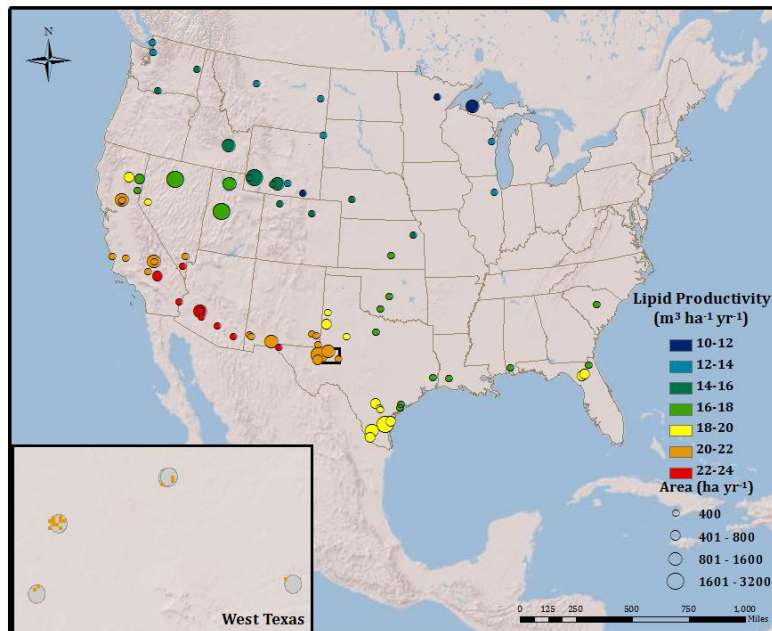 N
Lipid Productivity
(m³ ha⁻¹ yr⁻¹)
10-12
12-14
14-16
16-18
18-20
20-22
22-24
Area (ha yr⁻¹)
400
401 - 800
801 - 1600
1601 - 3200
West Texas
0 125 250 500 750 1,000
Miles